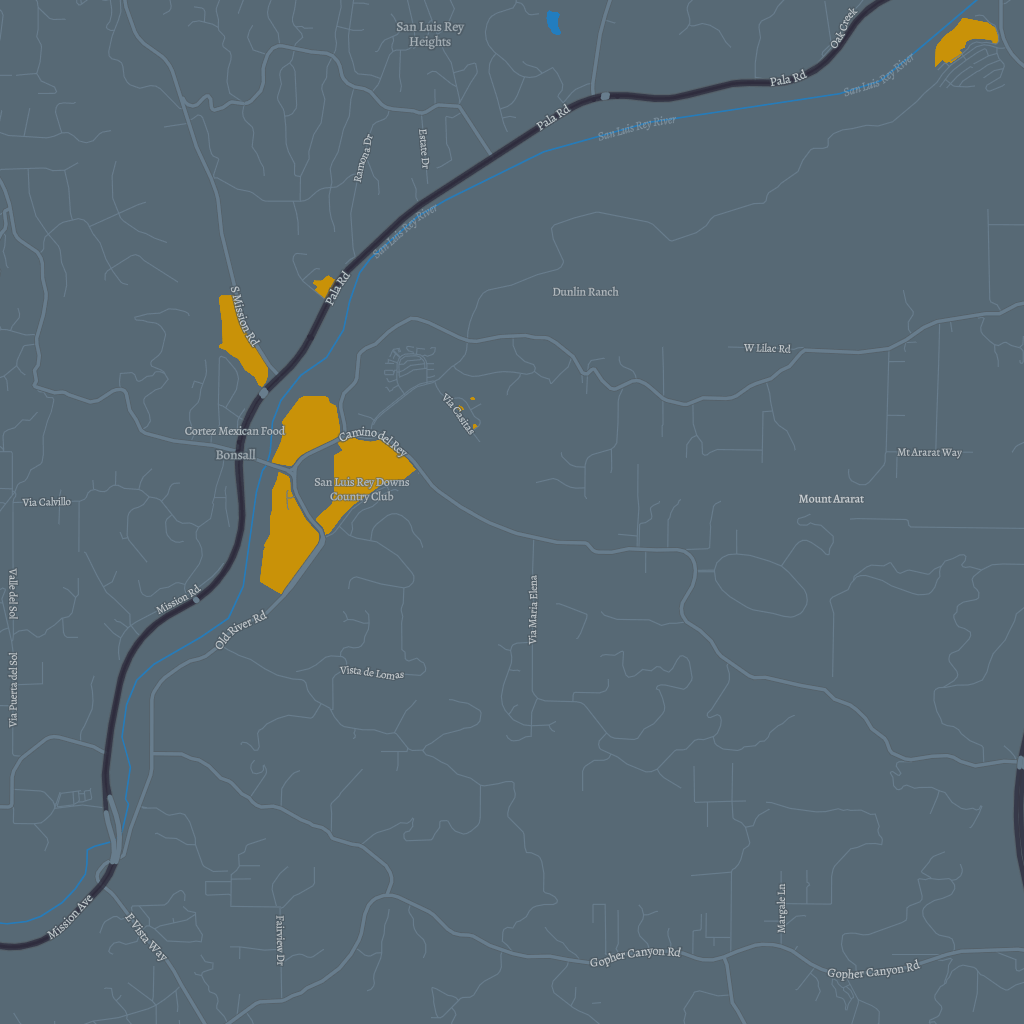 San Luis Rey
Heights
Oak Creek
Pala Rd
San Luis Rey River
Pala Rd
San Luis Rey River
Ramona Dr
Estate Dr
San Luis Rey River
Pala Rd
S Mission Rd
Dunlin Ranch
W Lilac Rd
Via Casitas
Cortez Mexican Food
Camino del Rey
Bonsall
Mt Ararat Way
San Luis Rey Downs
Country Club
Mount Ararat
Via Calvillo
Valle del Sol
Mission Rd
Via Maria Elena
Old River Rd
Via Puerta del Sol
Vista de Lomas
Mission Ave
E Vista Way
Fairview Dr
Margale Ln
Gopher Canyon Rd
Gopher Canyon Rd